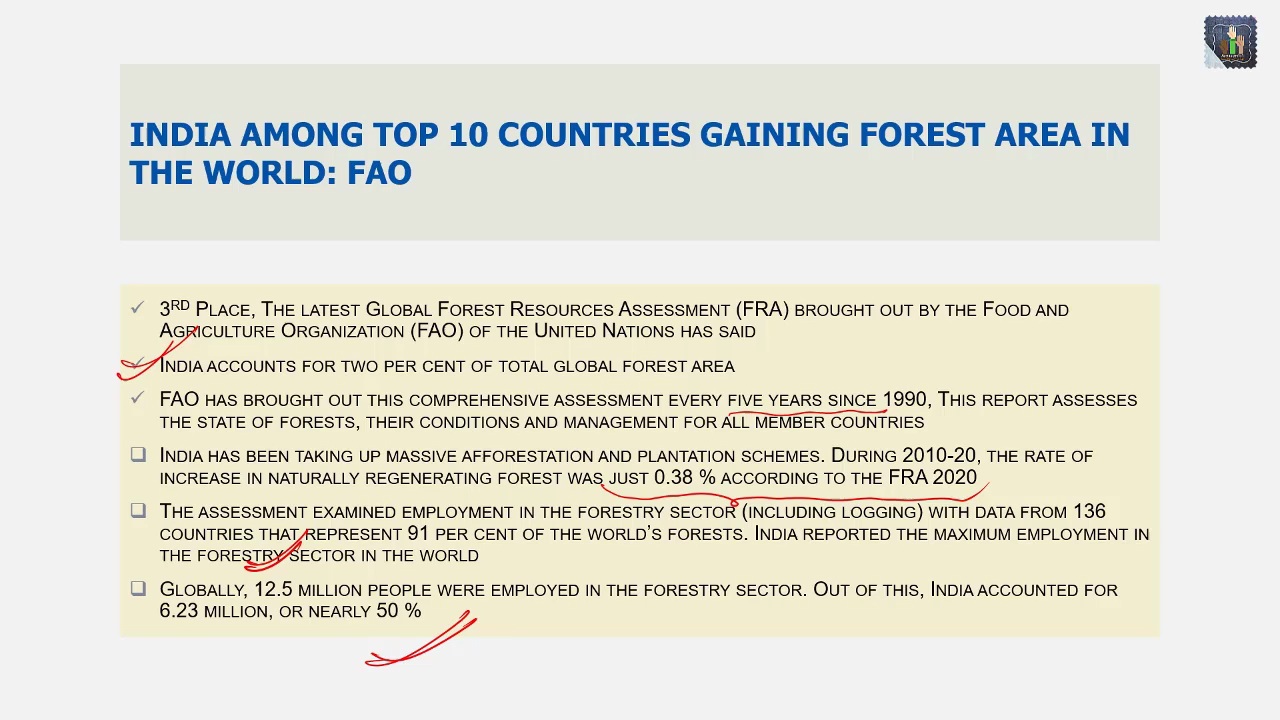 INDIA AMONG TOP 10 COUNTRIES GAINING FOREST AREA IN
THE WORLD: FAO
3RD PLACE, THE LATEST GLOBAL FOREST RESOURCES ASSESSMENT (FRA) BROUGHT OUT BY THE FOOD AND
AGRICULTURE ORGANIZATION (FAO) OF THE UNITED NATIONS HAS SAID
INDIA ACCOUNTS FOR TWO PER CENT OF TOTAL GLOBAL FOREST AREA
FAO HAS BROUGHT OUT THIS COMPREHENSIVE ASSESSMENT EVERY FIVE YEARS SINCE 1990, THIS REPORT ASSESSES
THE STATE OF FORESTS, THEIR CONDITIONS AND MANAGEMENT FOR ALL MEMBER COUNTRIES
INDIA HAS BEEN TAKING UP MASSIVE AFFORESTATION AND PLANTATION SCHEMES. DURING 2010-20, THE RATE OF
INCREASE IN NATURALLY REGENERATING FOREST WAS JUST 0.38 % ACCORDING TO THE FRA 2020
THE ASSESSMENT EXAMINED EMPLOYMENT IN THE FORESTRY SECTOR (INCLUDING LOGGING) WITH DATA FROM 136
COUNTRIES THAT REPRESENT 91 PER CENT OF THE WORLD'S FORESTS. INDIA REPORTED THE MAXIMUM EMPLOYMENT IN
THE FORESTRY SECTOR IN THE WORLD
GLOBALLY, 12.5 MILLION PEOPLE WERE EMPLOYED IN THE FORESTRY SECTOR. OUT OF THIS, INDIA ACCOUNTED FOR
6.23 MILLION, OR NEARLY 50 %